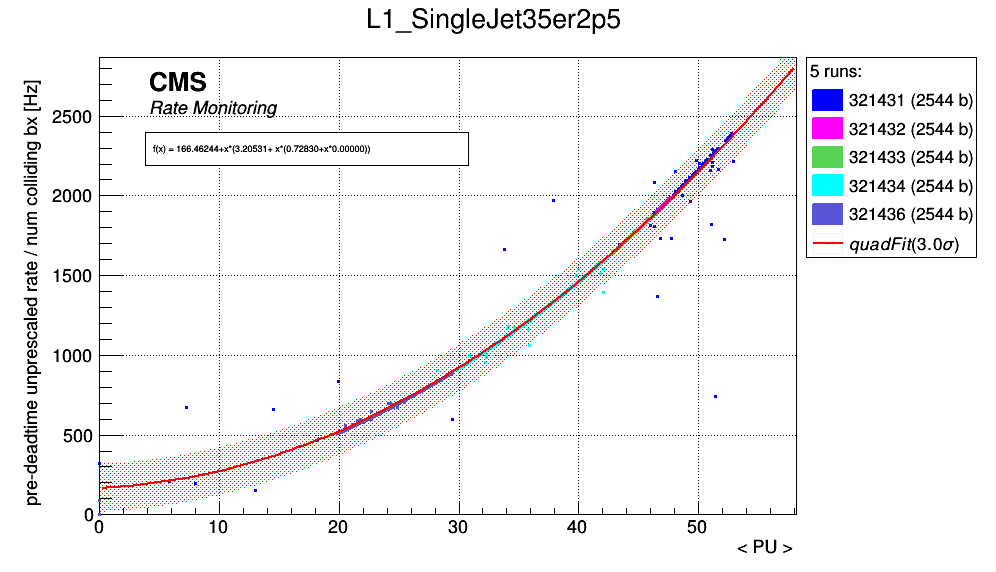 L1_SingleJet35er2p5
pre-deadtime unprescaled rate / num colliding bx [Hz]
CMS
Rate Monitoring
f(x) = 166.46244+x*(3.20531+ x*(0.72830+x*0.00000))
2500
2000
1500
1000
500
0
0 10 20 30 40 50
< PU >
5 runs:
321431 (2544 b)
321432 (2544 b)
321433 (2544 b)
321434 (2544 b)
321436 (2544 b)
quadFit(3.0σ)